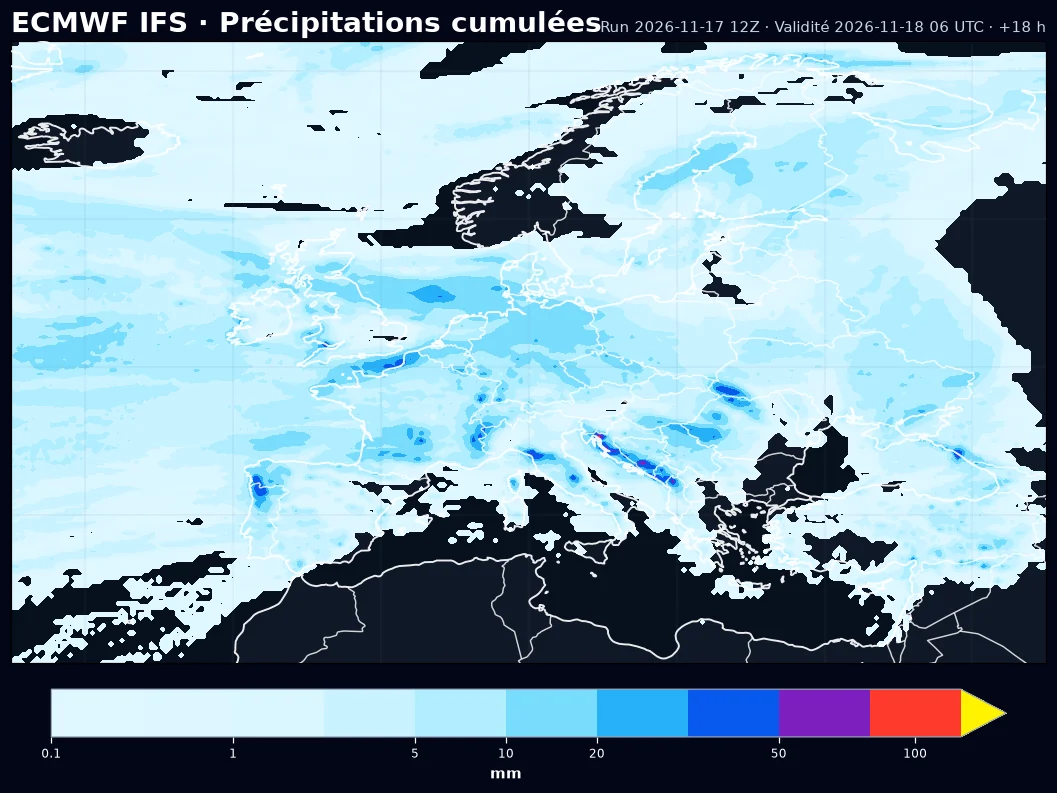 ECMWF IFS · Précipitations cumulées
Run 2026-11-17 12Z · Validité 2026-11-18 06 UTC · +18 h
0.1 1 5 10 20 50 100
mm